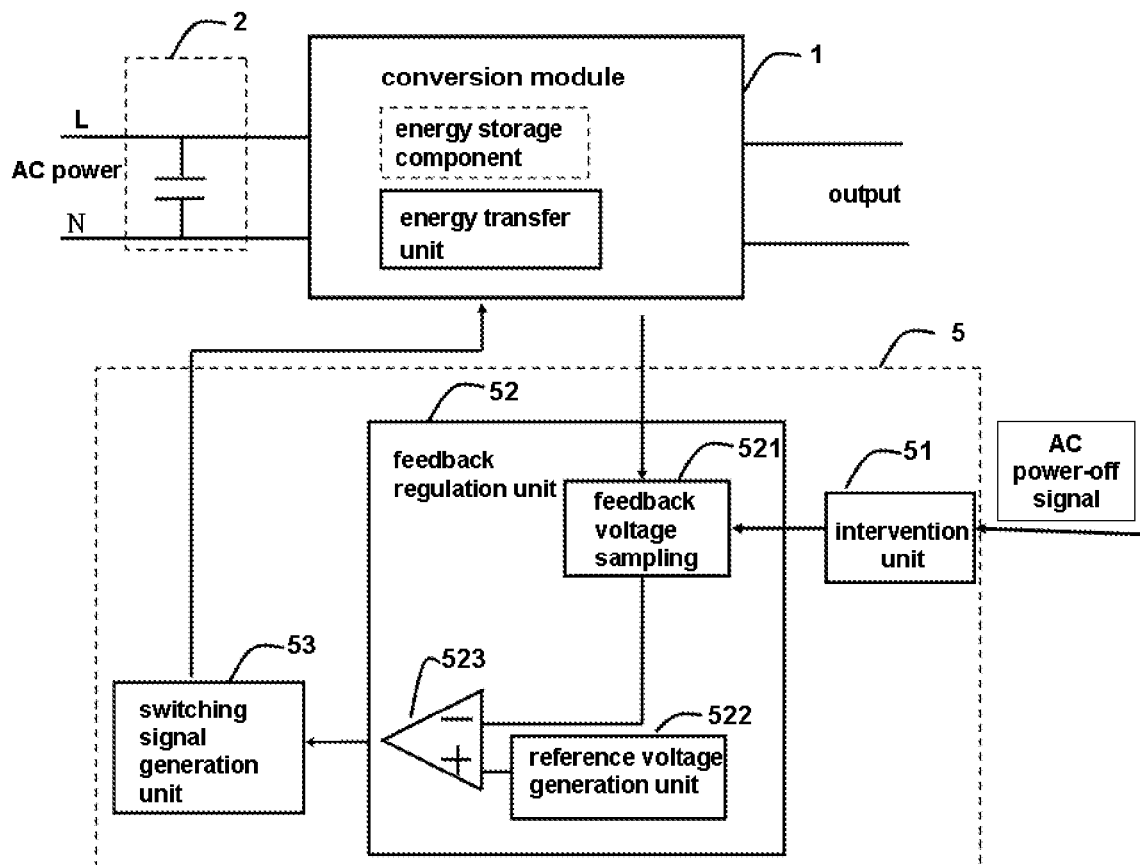 2
1
conversion module
L
energy storage
component
AC power
energy transfer
unit
N
output
5
52
feedback
regulation unit
521
feedback
voltage
sampling
51
intervention
unit
AC
power-off
signal
53
switching
signal
generation
unit
523
522
reference voltage
generation unit